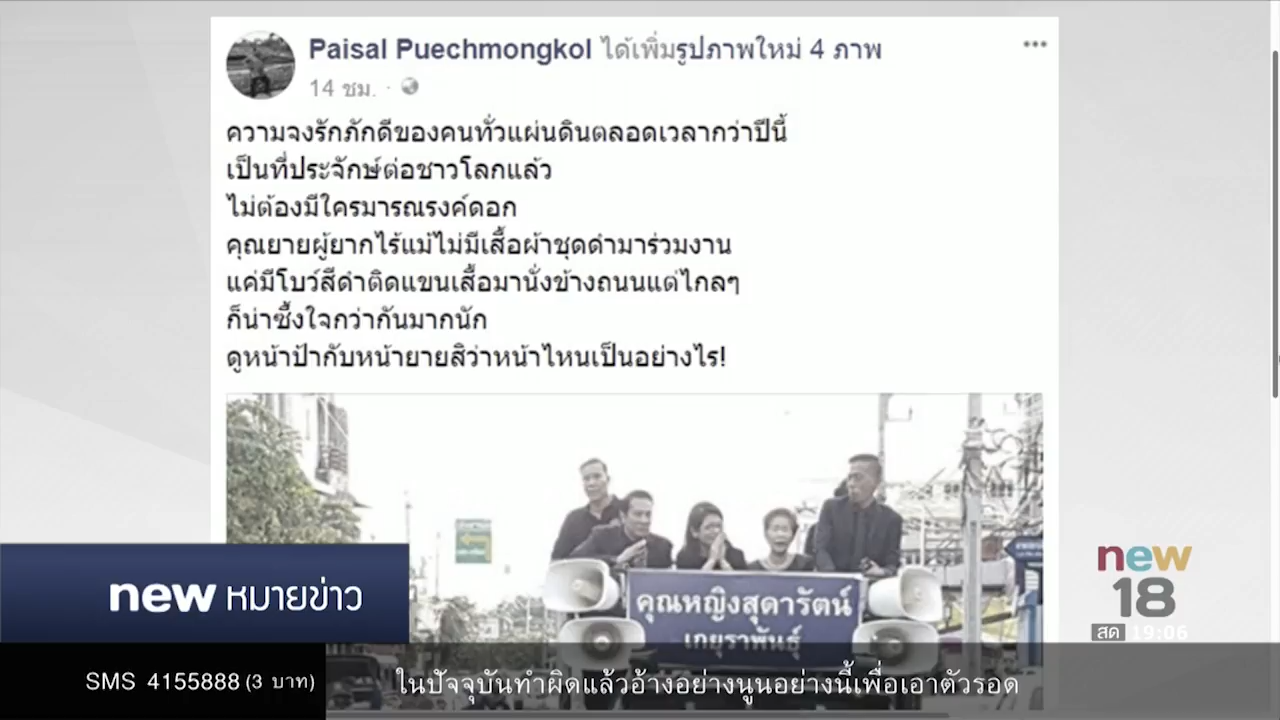 Paisal Puechmongkol ได้เพิ่มรูปภาพใหม่ 4 ภาพ
14 ชม.
ความจงรักภักดีของคนทั่วแผ่นดินตลอดเวลากว่าปีนี้
เป็นที่ประจักษ์ต่อชาวโลกแล้ว
ไม่ต้องมีใครมารณรงค์ดอก
คุณยายผู้ยากไร้แม้ไม่มีเสื้อผ้าชุดดำมาร่วมงาน
แค่มีโบว์สีดำติดแขนเสื้อมานั่งข้างถนนแต่ไกลๆ
ก็น่าซึ้งใจกว่ากันมากนัก
ดูหน้าป้ากับหน้ายายสิว่าหน้าไหนเป็นอย่างไร!
คุณหญิงสุดารัตน์
เกยุราพันธุ์
new หมายข่าว
new
18
สด 19:06
SMS 4155888 (3 บาท)
ในปัจจุบันทำผิดแล้วอ้างอย่างนูนอย่างนี้เพื่อเอาตัวรอด